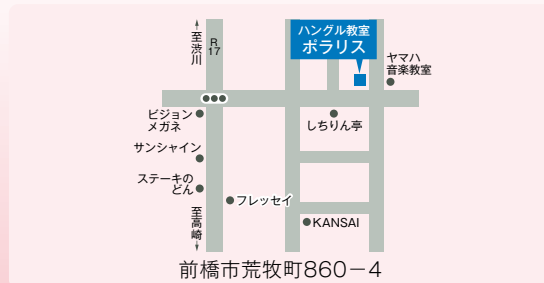 ↑至渋川
R17
ハングル教室
ポラリス
ヤマハ
音楽教室
ビジョン
メガネ
しちりん亭
サンシャイン
ステーキの
どん
フレッセイ
至高崎↓
KANSAI
前橋市荒牧町860−4